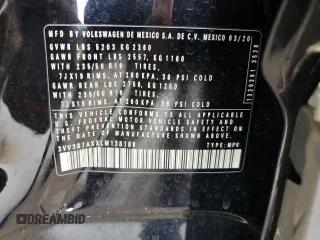 MFD BY VOLKSWAGEN DE MEXICO S.A. DE C.V. MEXICO 03/20
GVWR LBS 5203 KG 2360
GAWR FRONT LBS 2557, KG 1160
WITH TIRES: 235/50 R19
7JX19 RIMS, AT 260KPA, 38 PSI COLD
GAWR REAR LBS 2756, KG 1250
WITH TIRES: 235/50 R19
7JX19 RIMS, AT 260KPA, 38 PSI COLD
THIS VEHICLE CONFORMS TO ALL APPLICABLE
FEDERAL MOTOR VEHICLE SAFETY AND
THEFT PREVENTION STANDARDS IN EFFECT ON
THE DATE OF MANUFACTURE SHOWN ABOVE
TYPE: MPV
DREAMBID